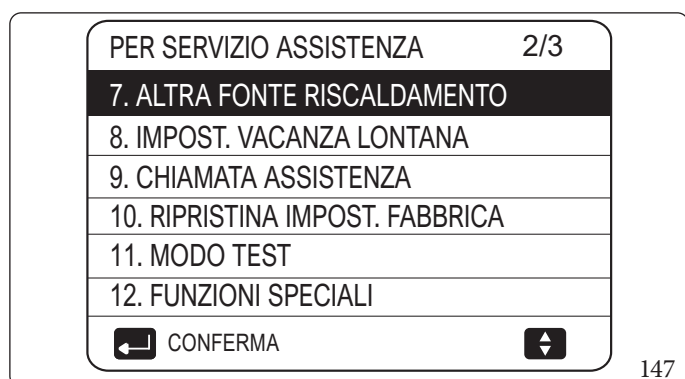 PER SERVIZIO ASSISTENZA 2/3
7. ALTRA FONTE RISCALDAMENTO
8. IMPOST. VACANZA LONTANA
9. CHIAMATA ASSISTENZA
10. RIPRISTINA IMPOST. FABBRICA
11. MODO TEST
12. FUNZIONI SPECIALI
CONFERMA
147